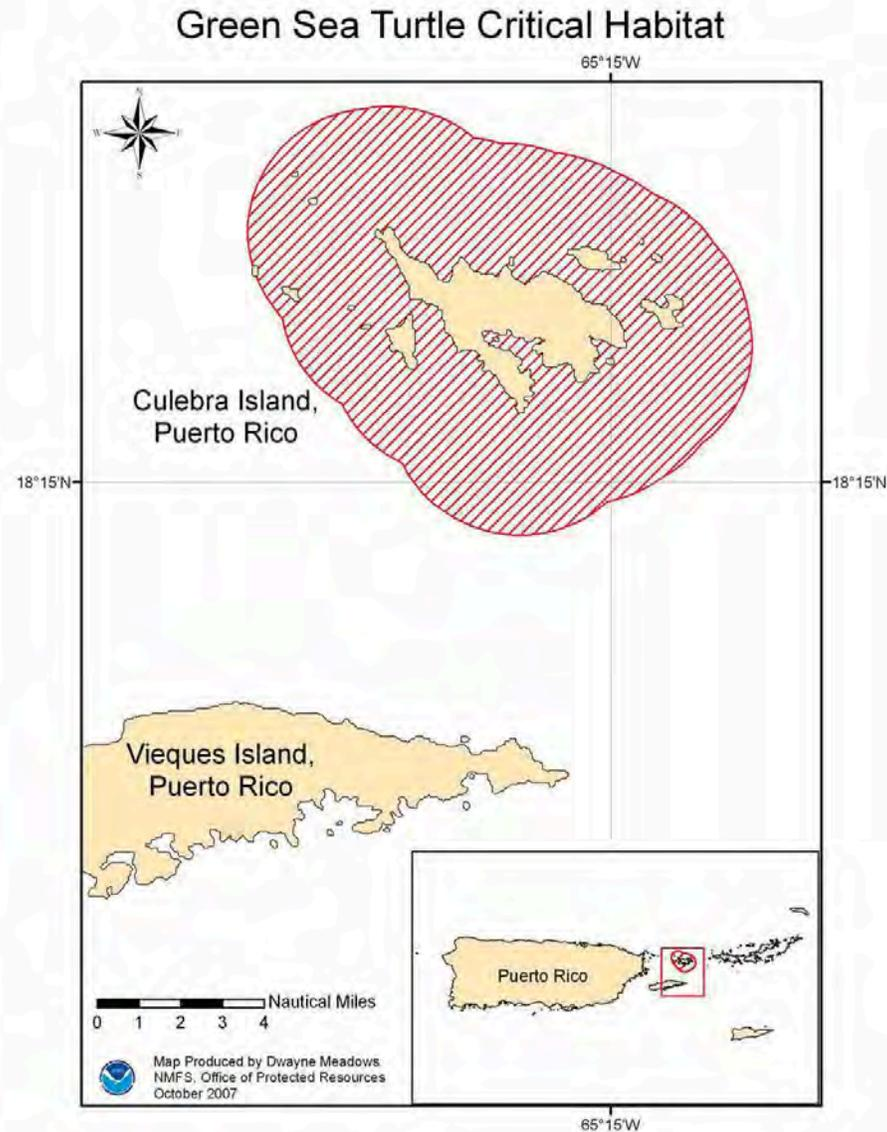 Green Sea Turtle Critical Habitat
65°15'W
N
W E
S
Culebra Island,
Puerto Rico
18°15'N 18°15'N
Vieques Island,
Puerto Rico
Puerto Rico
Nautical Miles
0 1 2 3 4
Map Produced by Dwayne Meadows
NMFS, Office of Protected Resources
October 2007
65°15'W